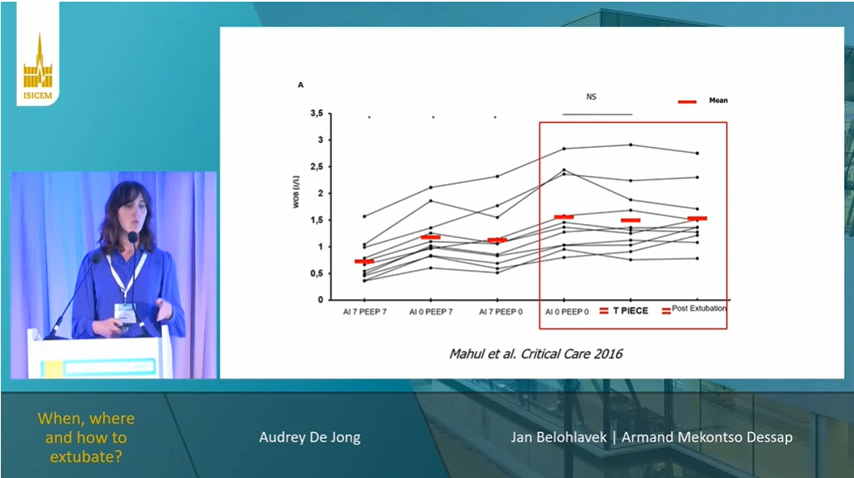 ISICEM
A
NS
Mean
3,5
3
2,5
2
1,5
1
0,5
0
WOB (J/L)
AI 7 PEEP 7
AI 0 PEEP 7
AI 7 PEEP 0
AI 0 PEEP 0
= T PIECE
= Post Extubation
Mahul et al. Critical Care 2016
When, where
and how to
extubate?
Audrey De Jong
Jan Belohlavek | Armand Mekontso Dessap